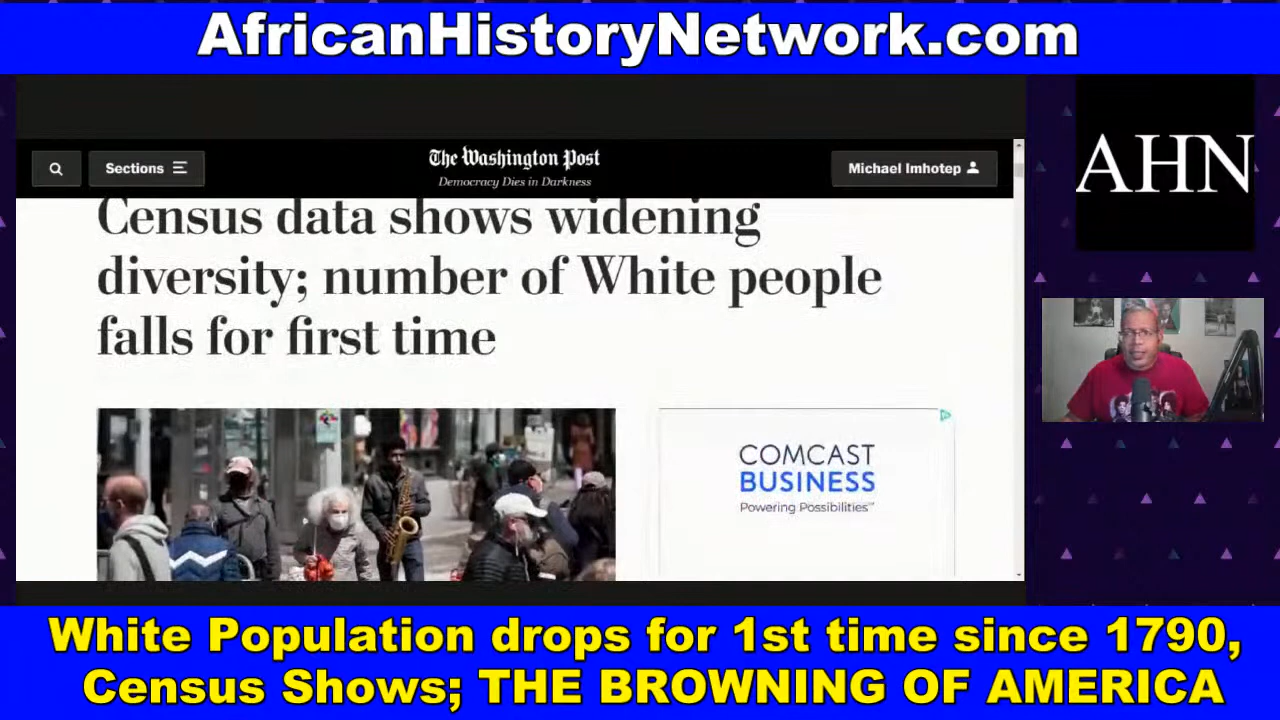 AfricanHistoryNetwork.com
AHN
Sections
The Washington Post
Democracy Dies in Darkness
Michael Imhotep
Census data shows widening
diversity; number of White people
falls for first time
COMCAST
BUSINESS
Powering Possibilities℠
White Population drops for 1st time since 1790,
Census Shows; THE BROWNING OF AMERICA